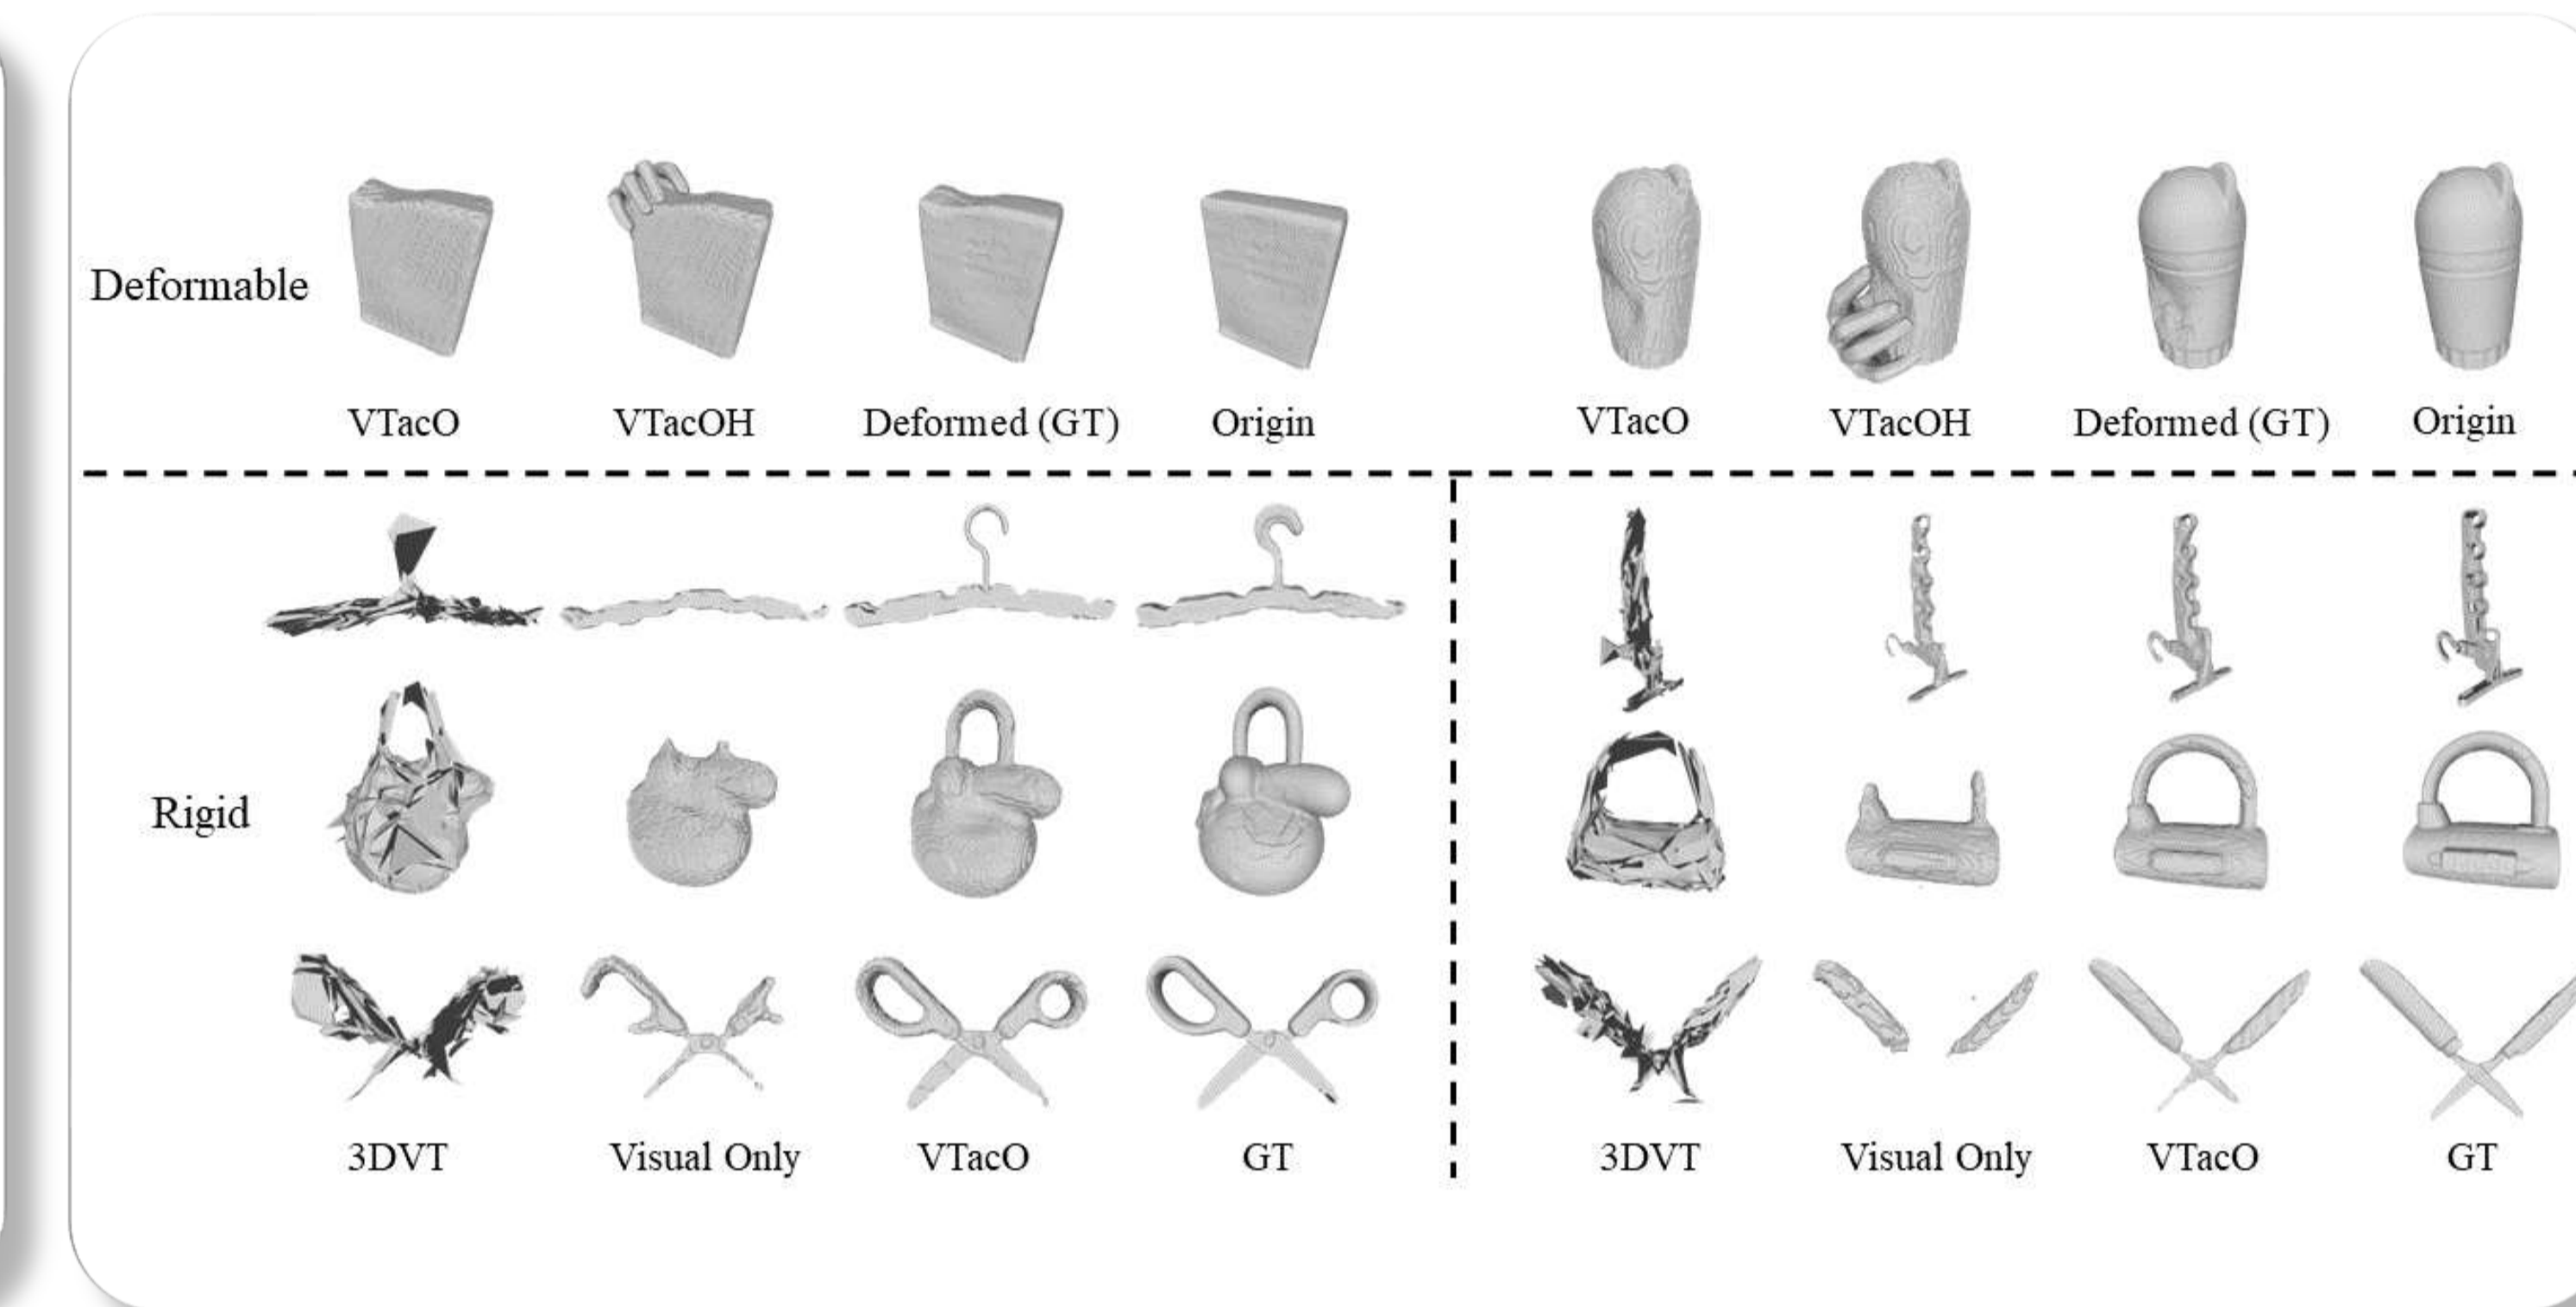 Deformable
VTacO VTacOH Deformed (GT) Origin VTacO VTacOH Deformed (GT) Origin
Rigid
3DVT Visual Only VTacO GT 3DVT Visual Only VTacO GT